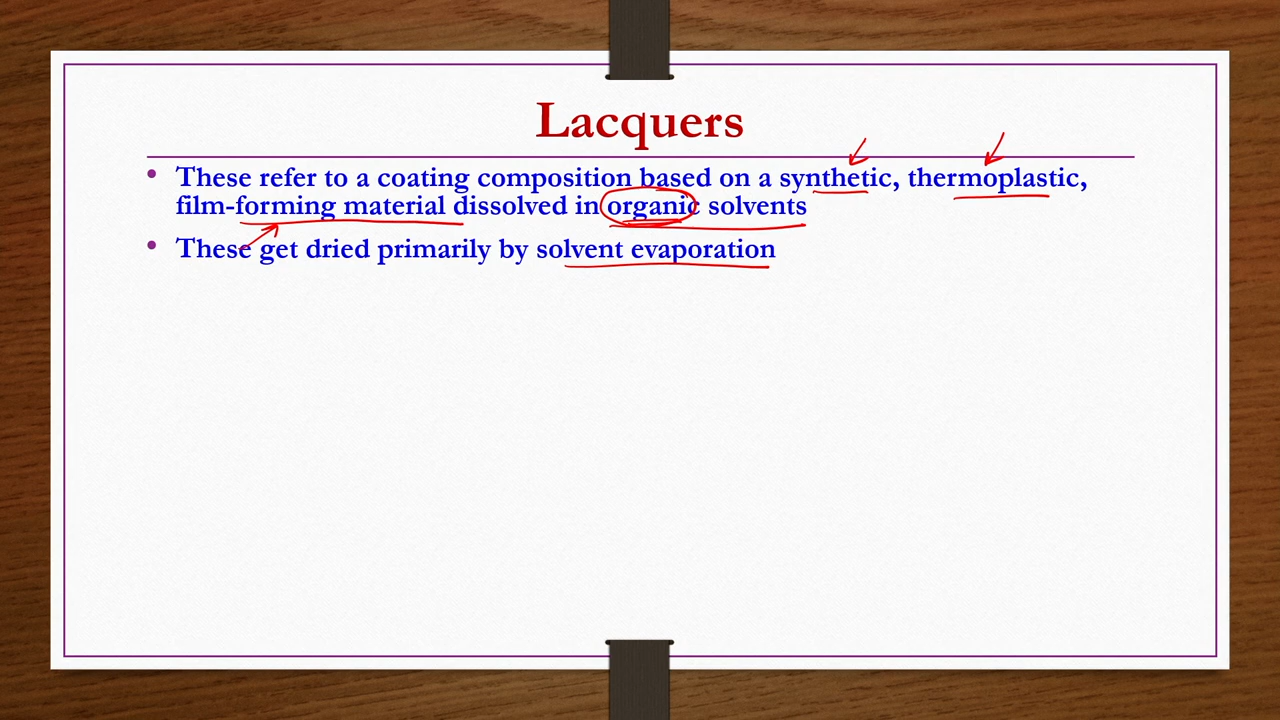 Lacquers
• These refer to a coating composition based on a synthetic, thermoplastic,
film-forming material dissolved in organic solvents
• These get dried primarily by solvent evaporation